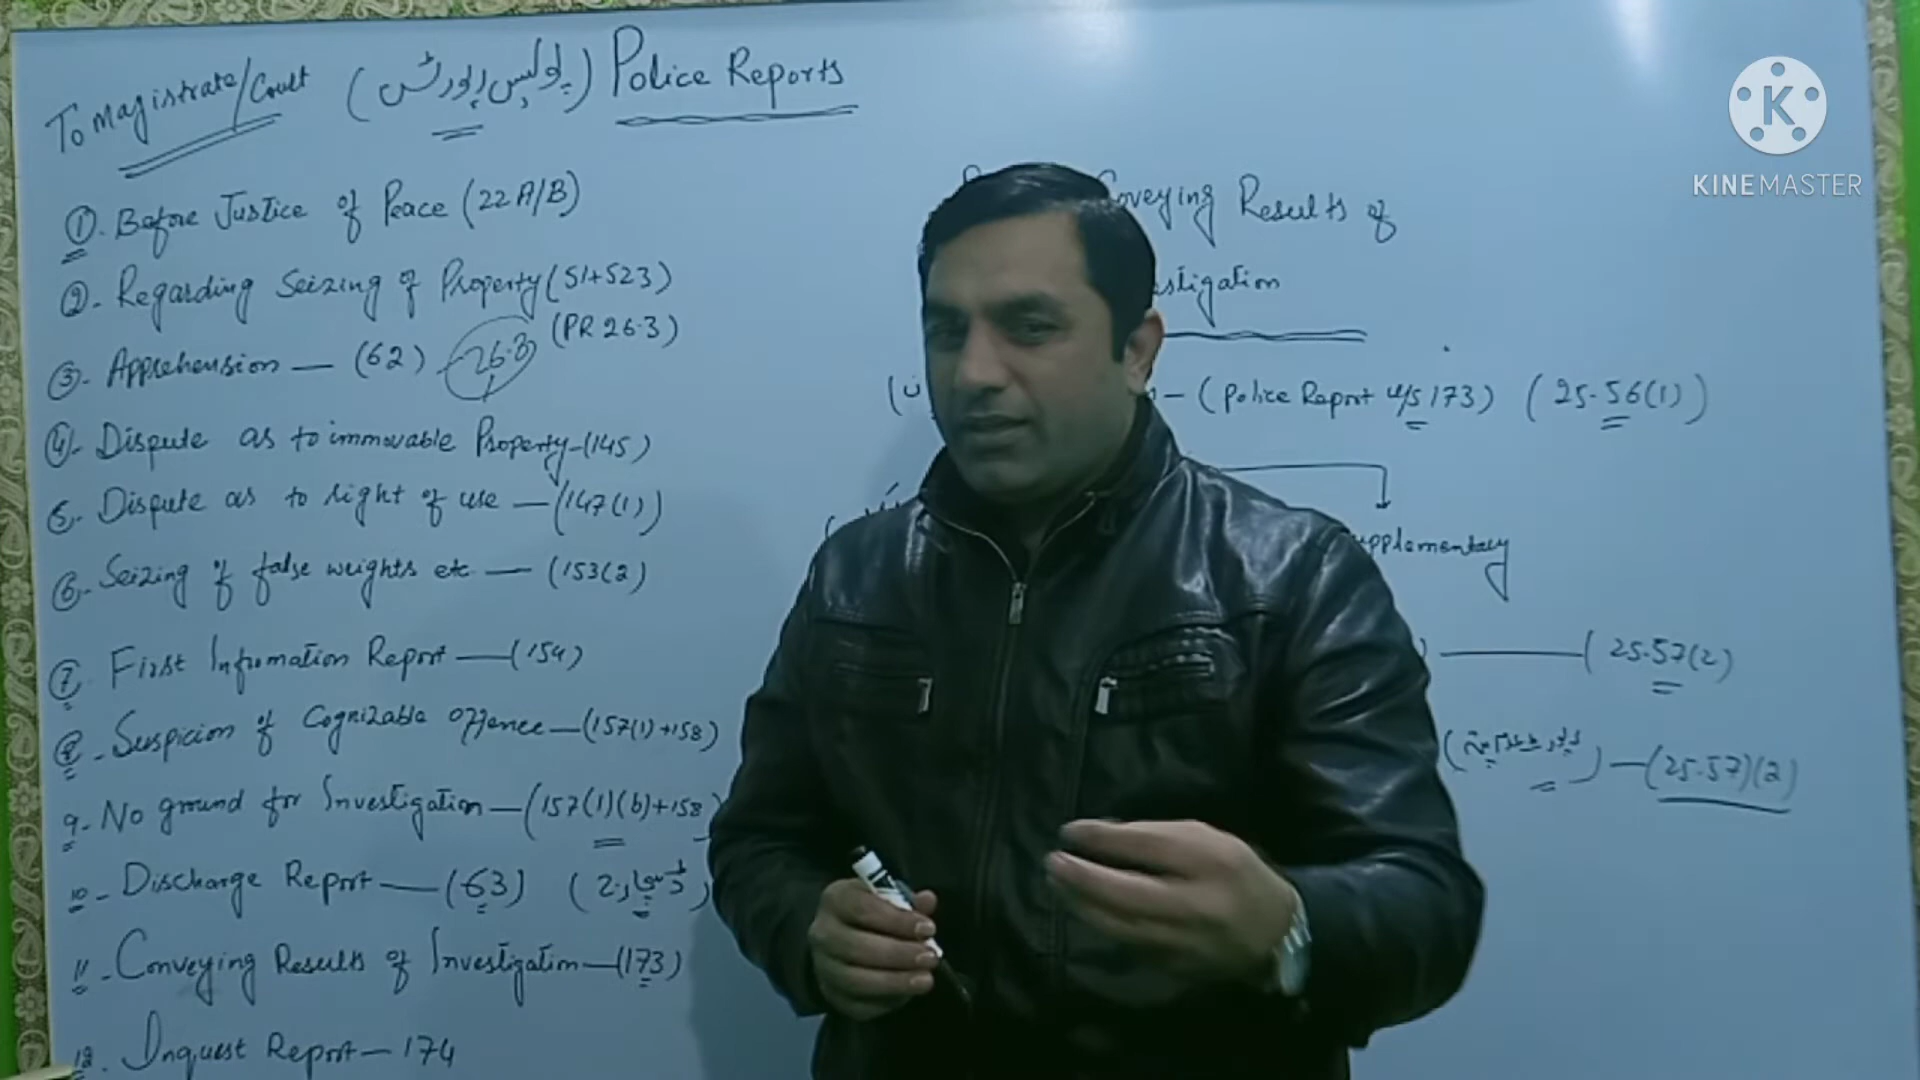 To Magistrate/Court (پولیس رپورٹس) Police Reports
① Before Justice of Peace (22 A/B)
② Regarding Seizing of Property (51+523)
(PR 26.3)
③ Apprehension — (62) 26.3
④ Dispute as to immovable Property - (145)
5. Dispute as to right of use — (147(1))
⑥ Seizing of false weights etc — (153(2)
⑦ First Infromation Report — (154)
⑧ Suspicion of Cognizable offence — (157(1)+158)
9. No ground for Investigation — (157(1)(b)+158)
10 - Discharge Report — (63) (ڈسچارج)
11 - Conveying Results of Investigation — (173)
12. Inquest Report — 174
Conveying Results of
stigation
— (Police Report u/s 173) (25.56(1))
upplementary
(25.57(2)
— (25.57)(2)
K
KINEMASTER